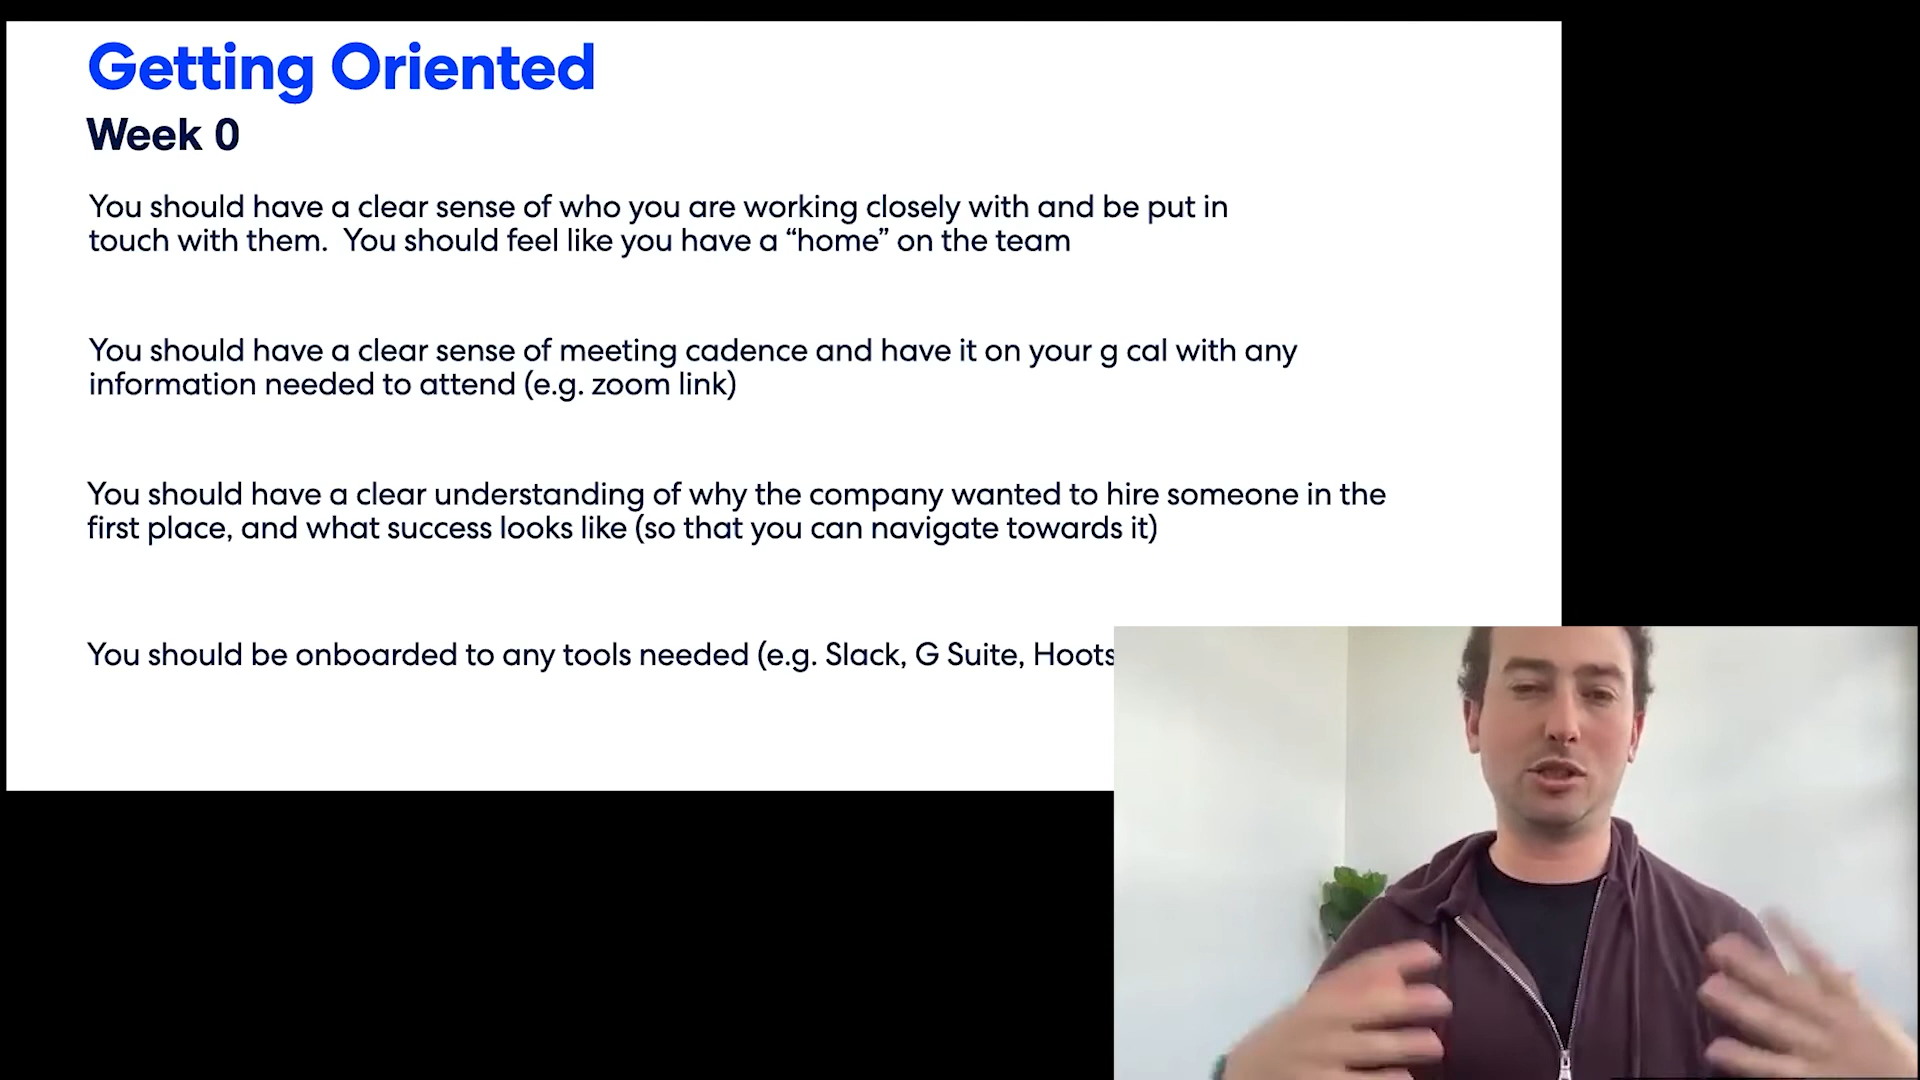 Getting Oriented
Week 0
You should have a clear sense of who you are working closely with and be put in
touch with them.  You should feel like you have a “home” on the team
You should have a clear sense of meeting cadence and have it on your g cal with any
information needed to attend (e.g. zoom link)
You should have a clear understanding of why the company wanted to hire someone in the
first place, and what success looks like (so that you can navigate towards it)
You should be onboarded to any tools needed (e.g. Slack, G Suite,